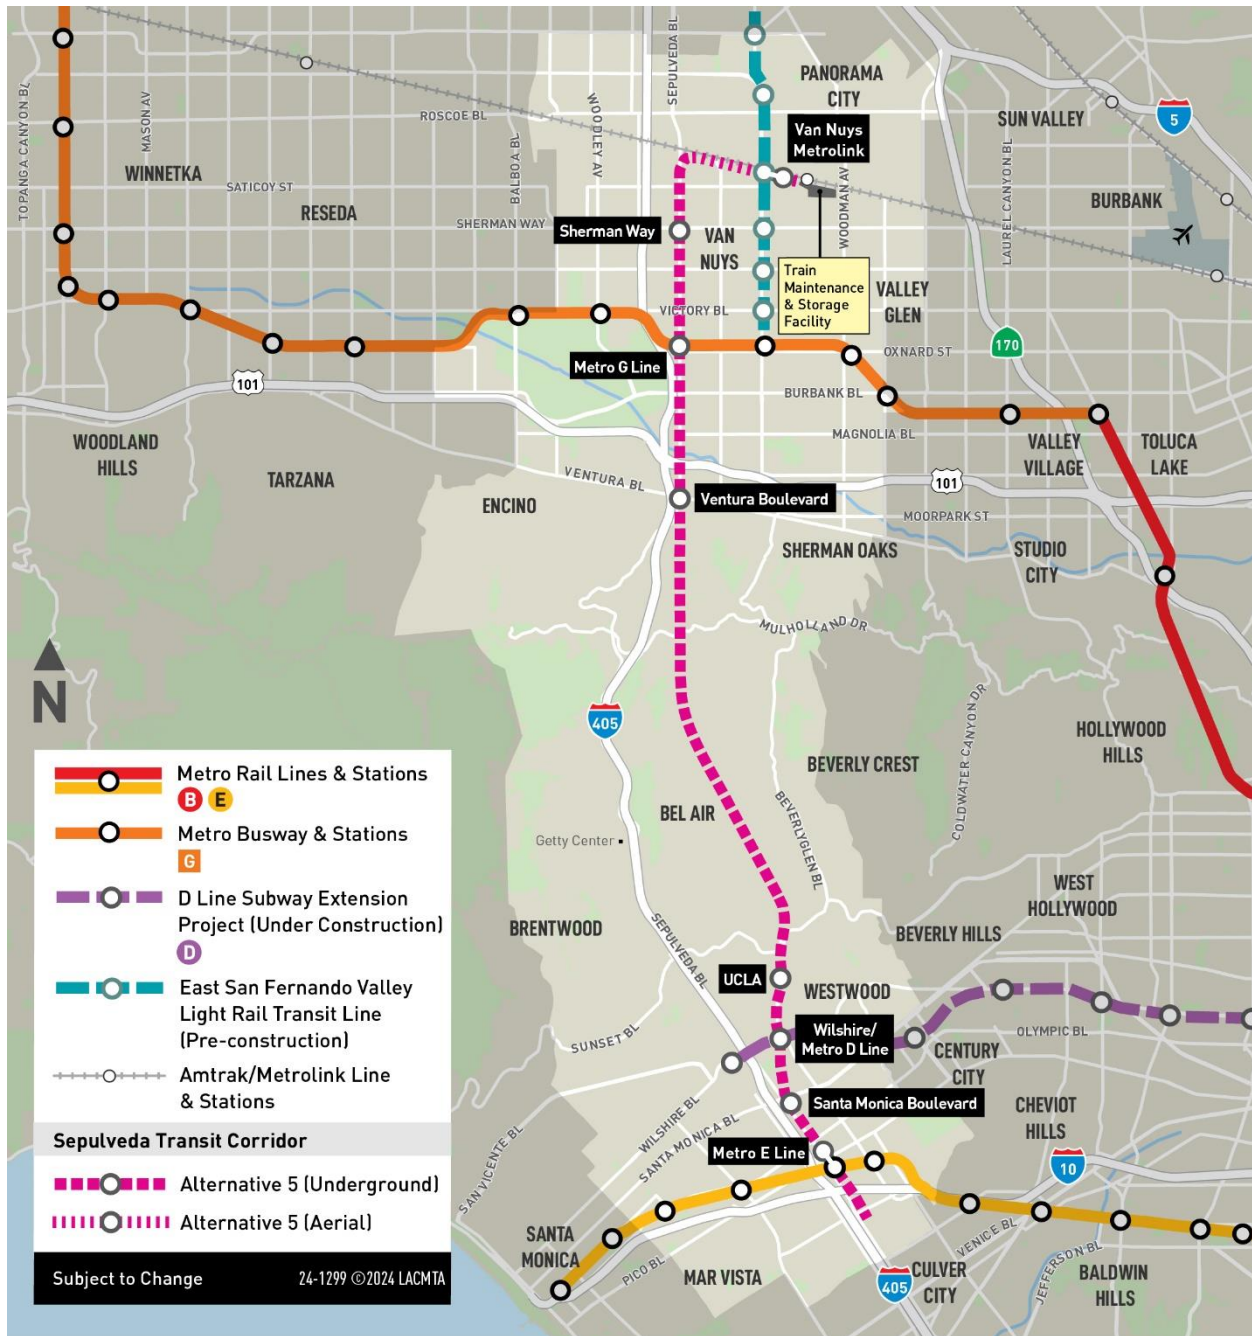 SEPULVEDA BL
PANORAMA
CITY
TOPANGA CANYON BL
MASON AV
ROSCOE BL
BALBOA BL
WOODLEY AV
Van Nuys
Metrolink
SUN VALLEY
5
WINNETKA
SATICOY ST
RESEDA
SHERMAN WAY
Sherman Way
VAN
NUYS
WOODMAN AV
LAUREL CANYON BL
BURBANK
Train
Maintenance
& Storage
Facility
VALLEY
GLEN
VICTORY BL
170
OXNARD ST
Metro G Line
101
BURBANK BL
MAGNOLIA BL
WOODLAND
HILLS
TARZANA
VENTURA BL
ENCINO
Ventura Boulevard
VALLEY
VILLAGE
TOLUCA
LAKE
101
MOORPARK ST
SHERMAN OAKS
STUDIO
CITY
MULHOLLAND DR
N
405
COLDWATER CANYON DR
HOLLYWOOD
HILLS
BEVERLY CREST
BEL AIR
BEVERLYGLEN BL
Getty Center
WEST
HOLLYWOOD
BRENTWOOD
BEVERLY HILLS
SEPULVEDA BL
UCLA
WESTWOOD
Wilshire/
Metro D Line
SUNSET BL
OLYMPIC BL
CENTURY
CITY
Santa Monica Boulevard
CHEVIOT
HILLS
WILSHIRE BL
SANTA MONICA BL
SAN VICENTE BL
Metro E Line
10
SANTA
MONICA
PICO BL
MAR VISTA
VENICE BL
CULVER
CITY
405
JEFFERSON BL
BALDWIN
HILLS
Metro Rail Lines & Stations
B E
Metro Busway & Stations
G
D Line Subway Extension
Project (Under Construction)
D
East San Fernando Valley
Light Rail Transit Line
(Pre-construction)
Amtrak/Metrolink Line
& Stations
Sepulveda Transit Corridor
Alternative 5 (Underground)
Alternative 5 (Aerial)
Subject to Change 24-1299 ©2024 LACMTA